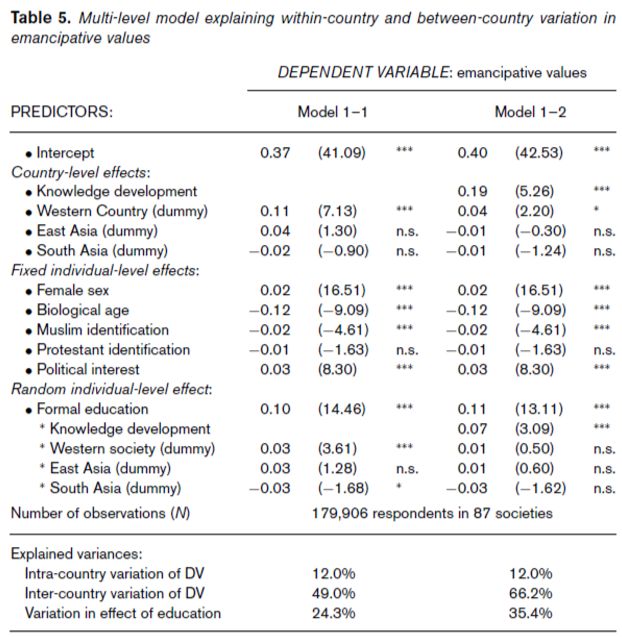 Table 5. Multi-level model explaining within-country and between-country variation in
emancipative values
DEPENDENT VARIABLE: emancipative values
PREDICTORS: Model 1–1 Model 1–2
• Intercept 0.37 (41.09) *** 0.40 (42.53) ***
Country-level effects:
• Knowledge development 0.19 (5.26) ***
• Western Country (dummy) 0.11 (7.13) *** 0.04 (2.20) *
• East Asia (dummy) 0.04 (1.30) n.s. −0.01 (−0.30) n.s.
• South Asia (dummy) −0.02 (−0.90) n.s. −0.01 (−1.24) n.s.
Fixed individual-level effects:
• Female sex 0.02 (16.51) *** 0.02 (16.51) ***
• Biological age −0.12 (−9.09) *** −0.12 (−9.09) ***
• Muslim identification −0.02 (−4.61) *** −0.02 (−4.61) ***
• Protestant identification −0.01 (−1.63) n.s. −0.01 (−1.63) n.s.
• Political interest 0.03 (8.30) *** 0.03 (8.30) ***
Random individual-level effect:
• Formal education 0.10 (14.46) *** 0.11 (13.11) ***
* Knowledge development 0.07 (3.09) ***
* Western society (dummy) 0.03 (3.61) *** 0.01 (0.50) n.s.
* East Asia (dummy) 0.03 (1.28) n.s. 0.01 (0.60) n.s.
* South Asia (dummy) −0.03 (−1.68) * −0.03 (−1.62) n.s.
Number of observations (N) 179,906 respondents in 87 societies
Explained variances:
Intra-country variation of DV 12.0% 12.0%
Inter-country variation of DV 49.0% 66.2%
Variation in effect of education 24.3% 35.4%